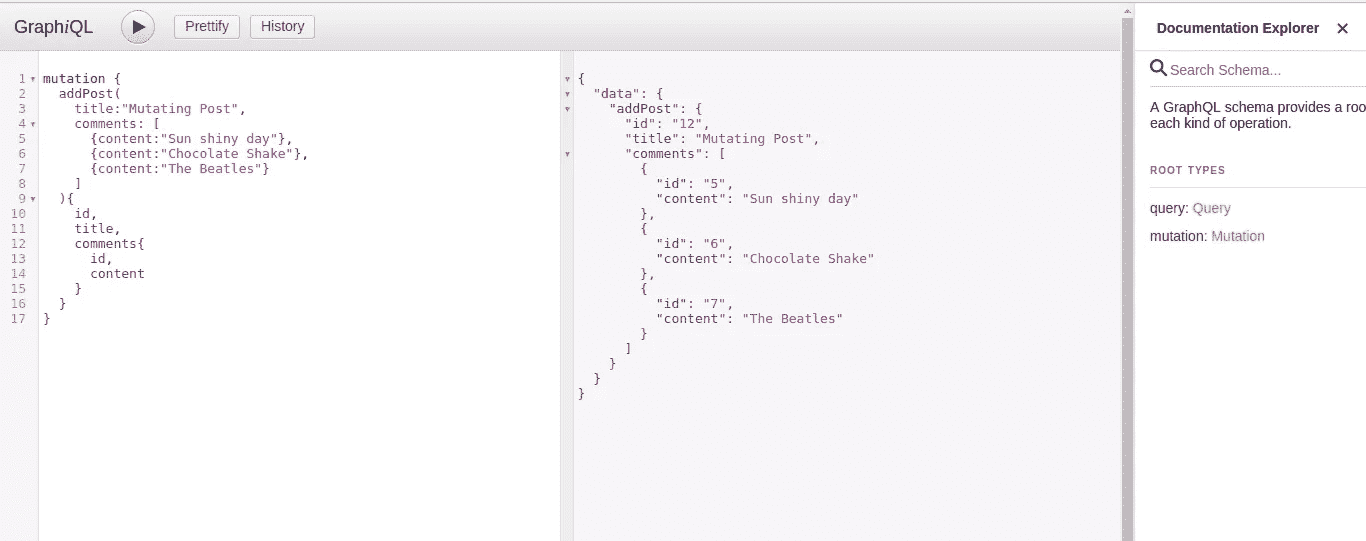 GraphiQL
Prettify
History
1 mutation {
2 addPost(
3 title:"Mutating Post",
4 comments: [
5 {content:"Sun shiny day"},
6 {content:"Chocolate Shake"},
7 {content:"The Beatles"}
8 ]
9 ){
10 id,
11 title,
12 comments{
13 id,
14 content
15 }
16 }
17 }
{
"data": {
"addPost": {
"id": "12",
"title": "Mutating Post",
"comments": [
{
"id": "5",
"content": "Sun shiny day"
},
{
"id": "6",
"content": "Chocolate Shake"
},
{
"id": "7",
"content": "The Beatles"
}
]
}
}
}
Documentation Explorer
Search Schema...
A GraphQL schema provides a roo
each kind of operation.
ROOT TYPES
query: Query
mutation: Mutation